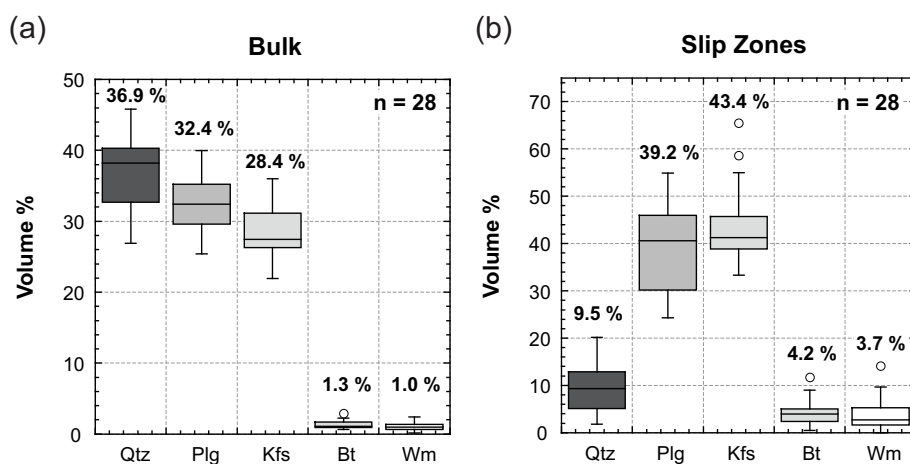 (a)
Bulk
50
40
30
20
10
0
Volume %
36.9 %
32.4 %
28.4 %
1.3 %
1.0 %
n = 28
Qtz Plg Kfs Bt Wm
(b)
Slip Zones
70
60
50
40
30
20
10
0
Volume %
9.5 %
39.2 %
43.4 %
4.2 %
3.7 %
n = 28
Qtz Plg Kfs Bt Wm